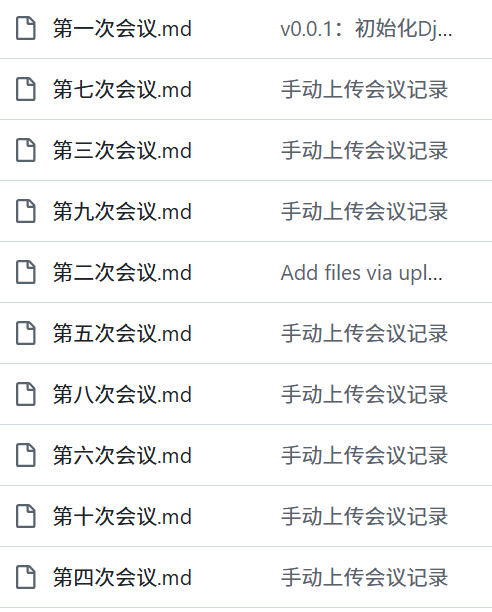 第一次会议.md v0.0.1：初始化Dj...
第七次会议.md 手动上传会议记录
第三次会议.md 手动上传会议记录
第九次会议.md 手动上传会议记录
第二次会议.md Add files via upl...
第五次会议.md 手动上传会议记录
第八次会议.md 手动上传会议记录
第六次会议.md 手动上传会议记录
第十次会议.md 手动上传会议记录
第四次会议.md 手动上传会议记录